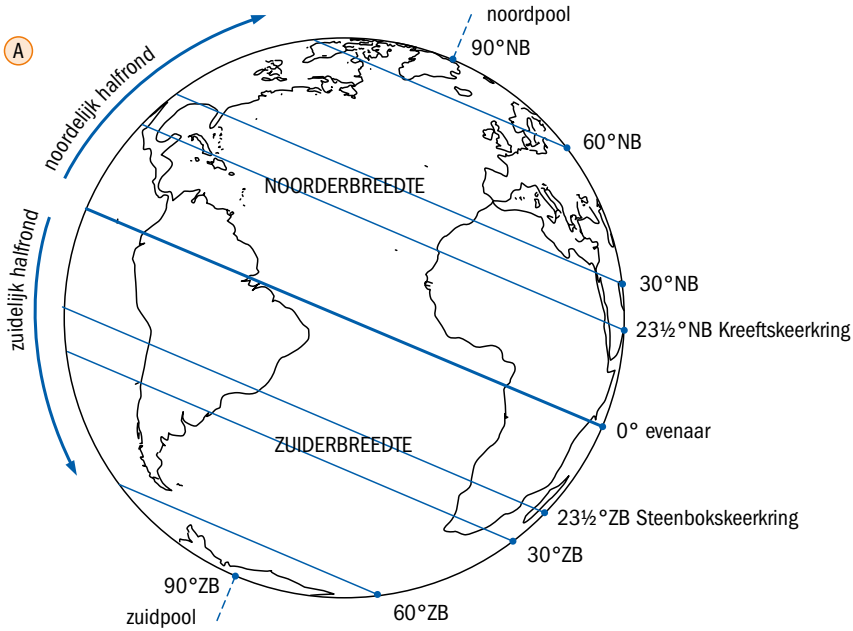 A
noordpool
90°NB
noordelijk halfrond
60°NB
NOORDERBREEDTE
zuidelijk halfrond
30°NB
23½°NB Kreeftskeerkring
0° evenaar
ZUIDERBREEDTE
23½°ZB Steenbokskeerkring
30°ZB
90°ZB
60°ZB
zuidpool